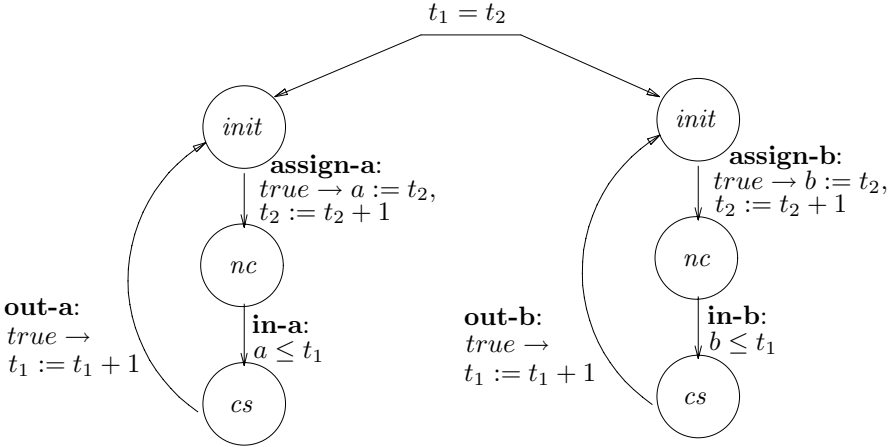 t₁ = t₂
init
assign-a:
true → a := t₂,
t₂ := t₂ + 1
nc
out-a:
true →
t₁ := t₁ + 1
in-a:
a ≤ t₁
cs
init
assign-b:
true → b := t₂,
t₂ := t₂ + 1
nc
out-b:
true →
t₁ := t₁ + 1
in-b:
b ≤ t₁
cs